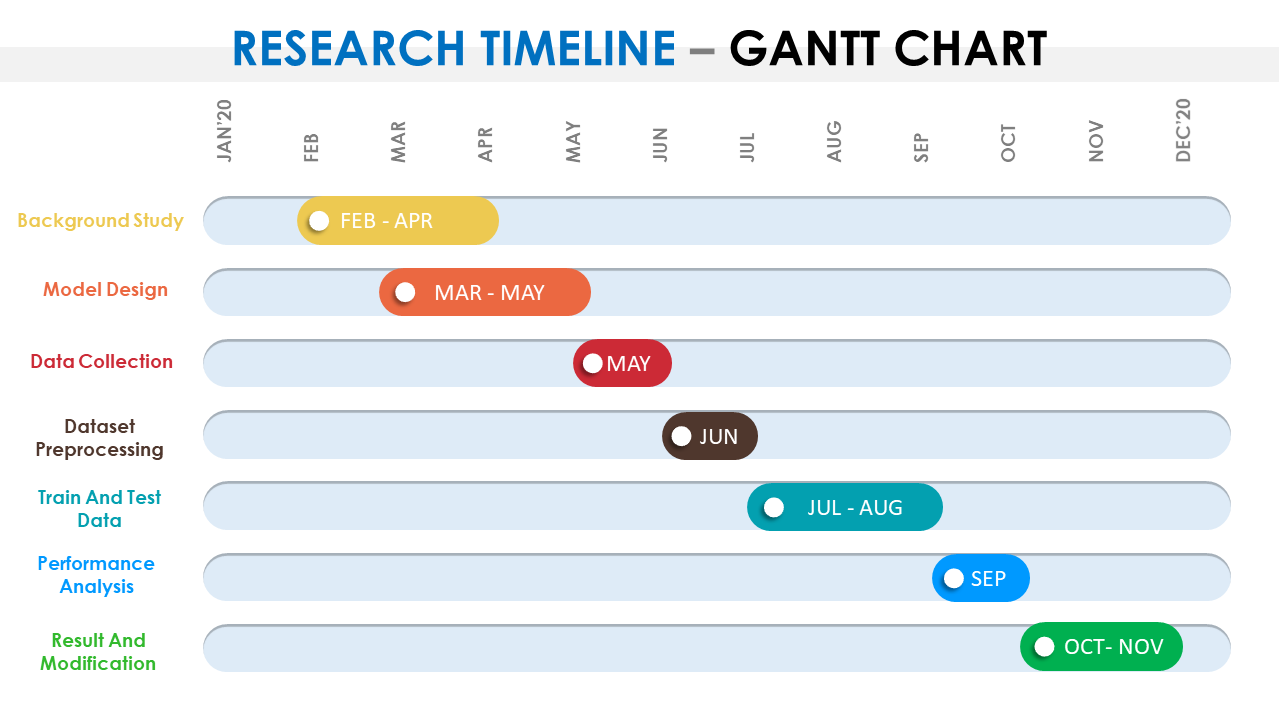 RESEARCH TIMELINE – GANTT CHART
JAN'20
FEB
MAR
APR
MAY
JUN
JUL
AUG
SEP
OCT
NOV
DEC'20
Background Study
FEB - APR
Model Design
MAR - MAY
Data Collection
MAY
Dataset
Preprocessing
JUN
Train And Test
Data
JUL - AUG
Performance
Analysis
SEP
Result And
Modification
OCT- NOV